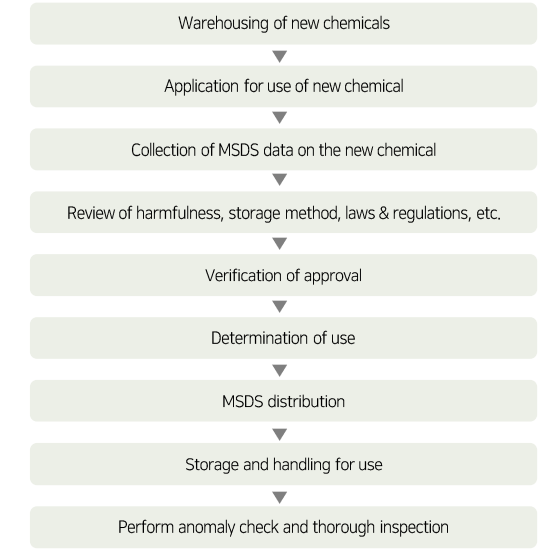 Warehousing of new chemicals
Application for use of new chemical
Collection of MSDS data on the new chemical
Review of harmfulness, storage method, laws & regulations, etc.
Verification of approval
Determination of use
MSDS distribution
Storage and handling for use
Perform anomaly check and thorough inspection